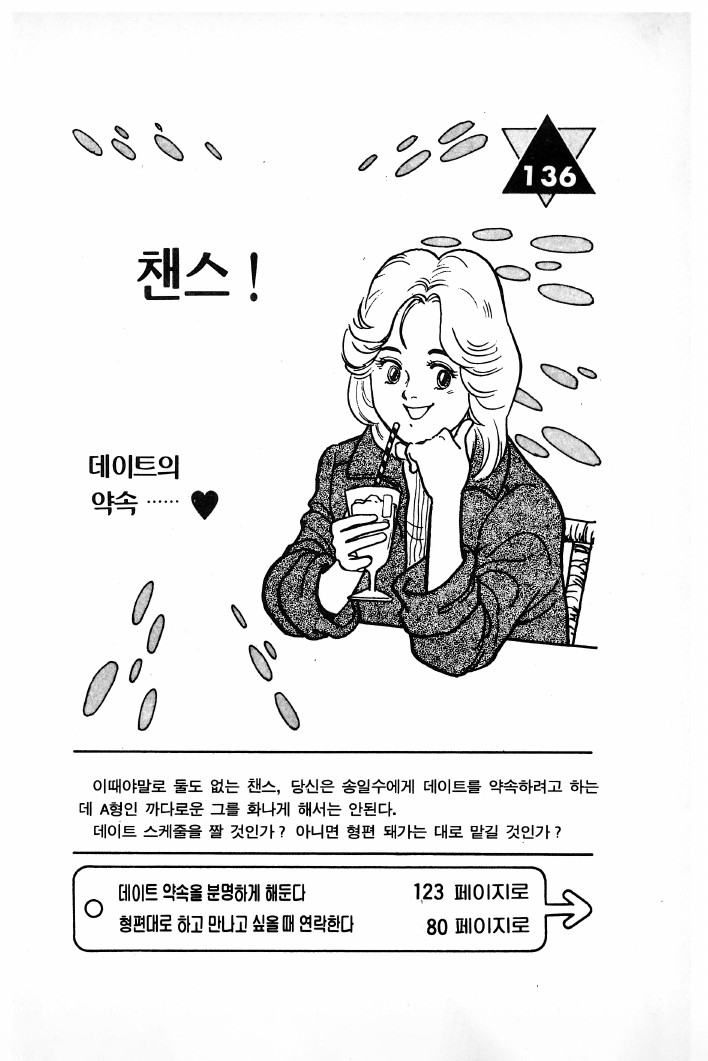 136
챈스!
데이트의
약속 …… ♥
이때야말로 둘도 없는 챈스, 당신은 송일수에게 데이트를 약속하려고 하는
데 A형인 까다로운 그를 화나게 해서는 안된다.
데이트 스케줄을 짤 것인가? 아니면 형편 돼가는 대로 맡길 것인가?
데이트 약속을 분명하게 해둔다 123 페이지로
형편대로 하고 만나고 싶을 때 연락한다 80 페이지로